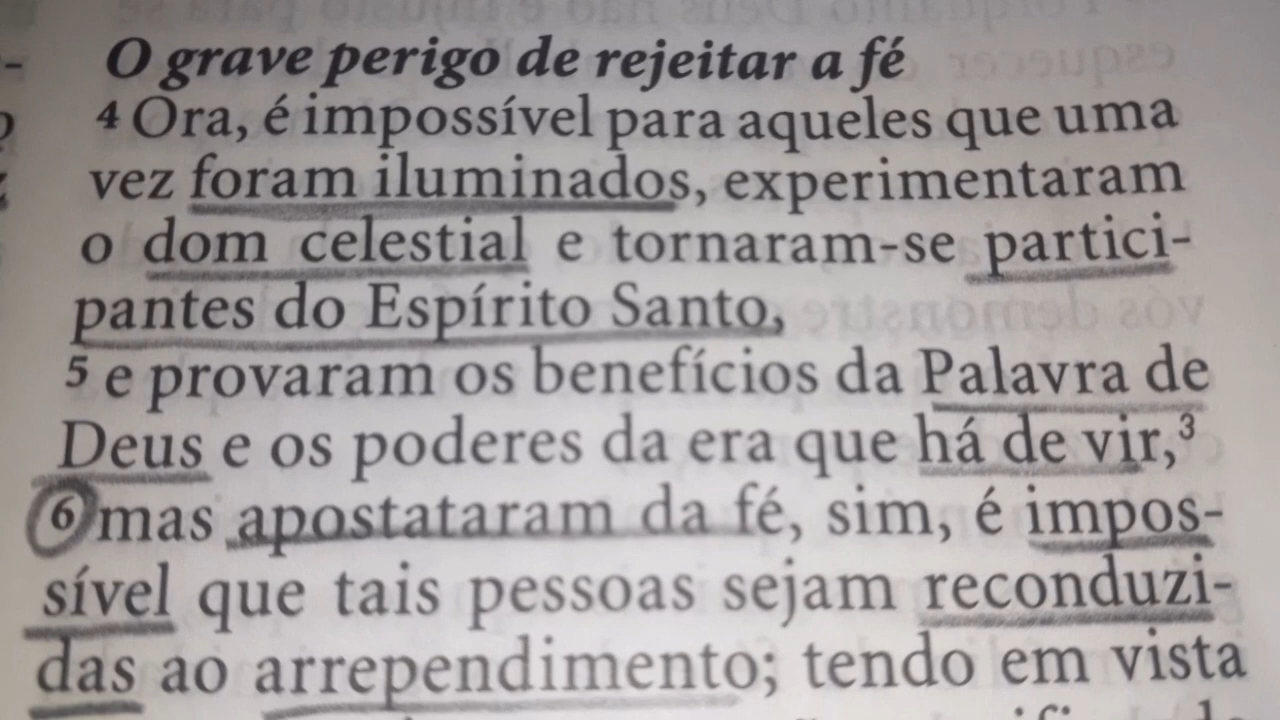 O grave perigo de rejeitar a fé
4 Ora, é impossível para aqueles que uma
vez foram iluminados, experimentaram
o dom celestial e tornaram-se partici-
pantes do Espírito Santo,
5 e provaram os benefícios da Palavra de
Deus e os poderes da era que há de vir,³
6 mas apostataram da fé, sim, é impos-
sível que tais pessoas sejam reconduzi-
das ao arrependimento; tendo em vista